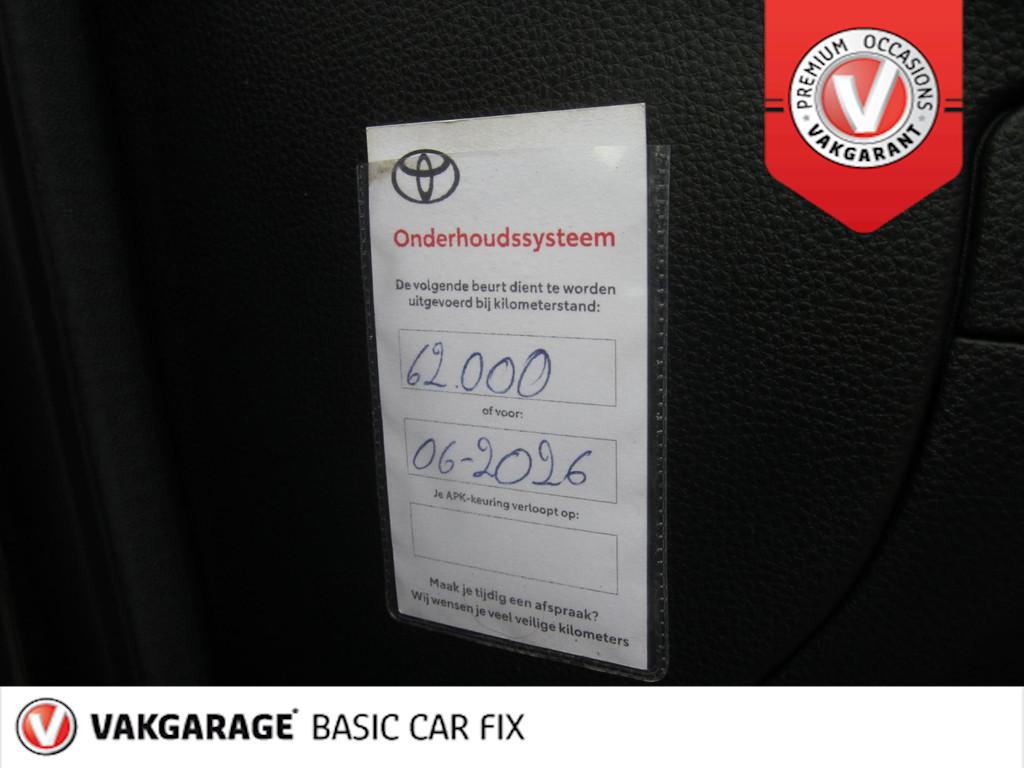 PREMIUM OCCASIONS
VAKGARANT
Onderhoudssysteem
De volgende beurt dient te worden
uitgevoerd bij kilometerstand:
62.000
of voor:
06-2026
Je APK-keuring verloopt op:
Maak je tijdig een afspraak?
Wij wensen je veel veilige kilometers
VAKGARAGE BASIC CAR FIX